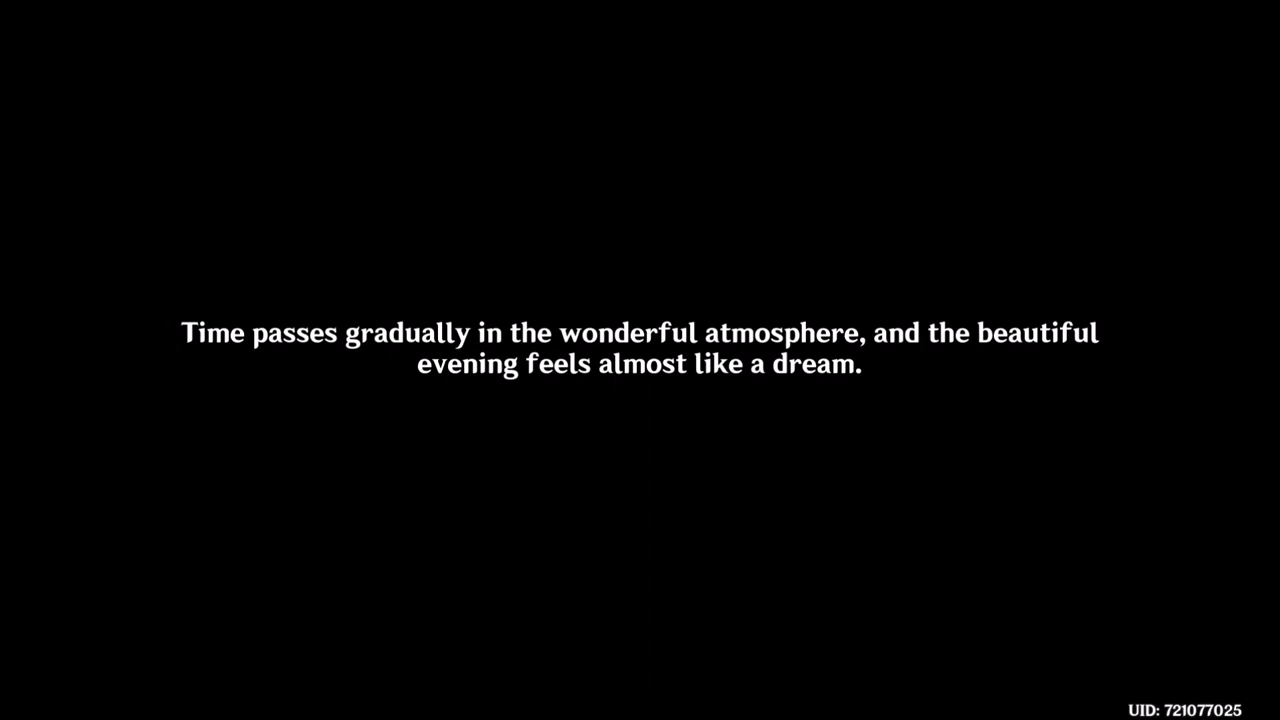 Time passes gradually in the wonderful atmosphere, and the beautiful
evening feels almost like a dream.
UID: 721077025